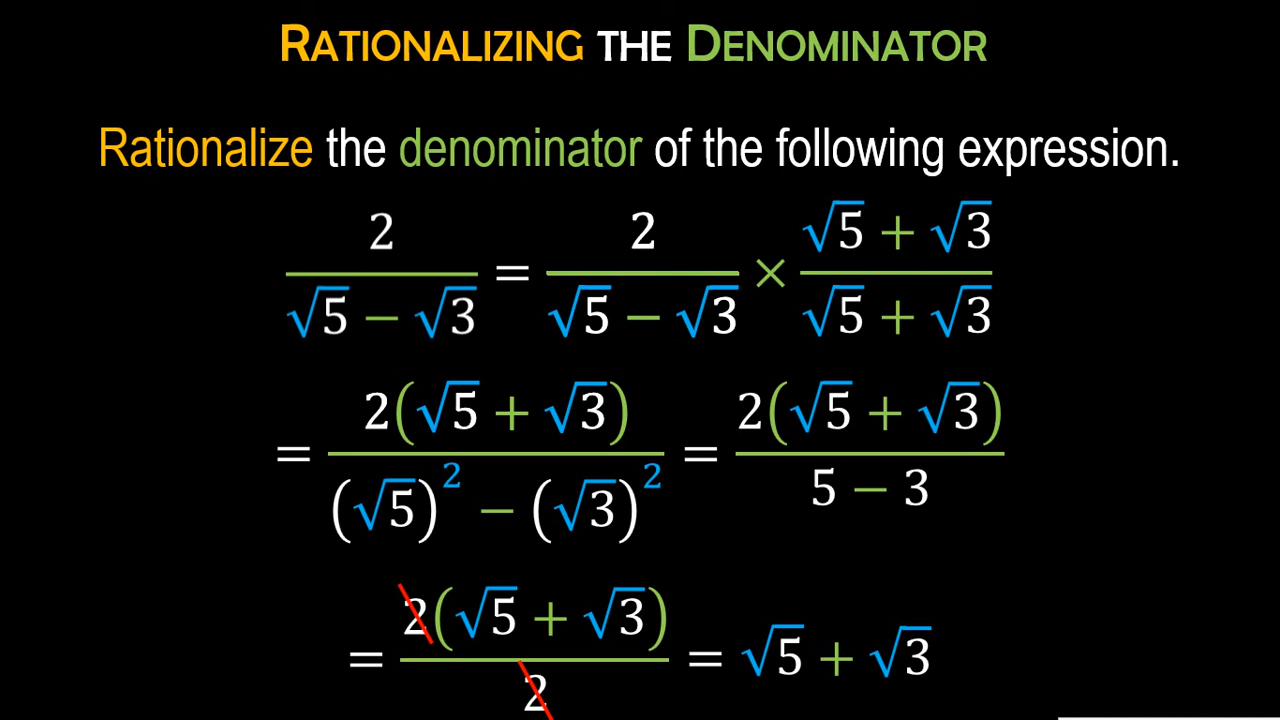 RATIONALIZING THE DENOMINATOR
Rationalize the denominator of the following expression.
2/(√5 − √3) = 2/(√5 − √3) × (√5 + √3)/(√5 + √3)
= 2(√5 + √3)/((√5)² − (√3)²) = 2(√5 + √3)/(5 − 3)
= 2(√5 + √3)/2 = √5 + √3